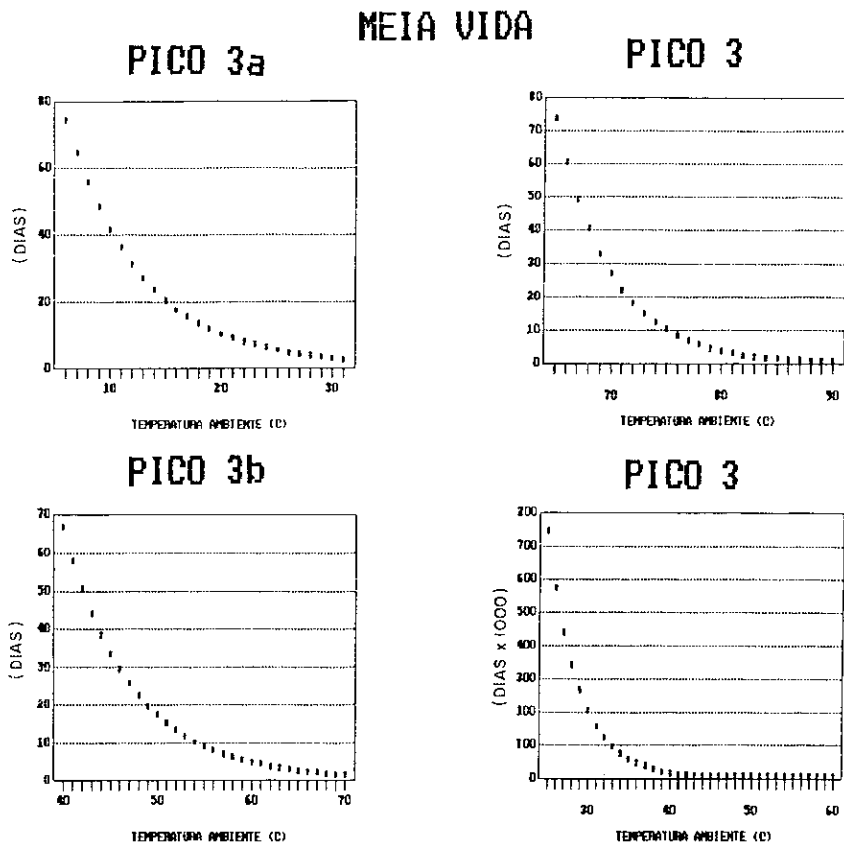 MEIA VIDA
PICO 3a
80
60
40
20
0
(DIAS)
10 20 30
TEMPERATURA AMBIENTE (C)
PICO 3
80
70
60
50
40
30
20
10
0
(DIAS)
70 80 90
TEMPERATURA AMBIENTE (C)
PICO 3b
70
60
50
40
30
20
10
0
(DIAS)
40 50 60 70
TEMPERATURA AMBIENTE (C)
PICO 3
700
600
500
400
300
200
100
0
(DIAS x 1000)
30 40 50 60
TEMPERATURA AMBIENTE (C)